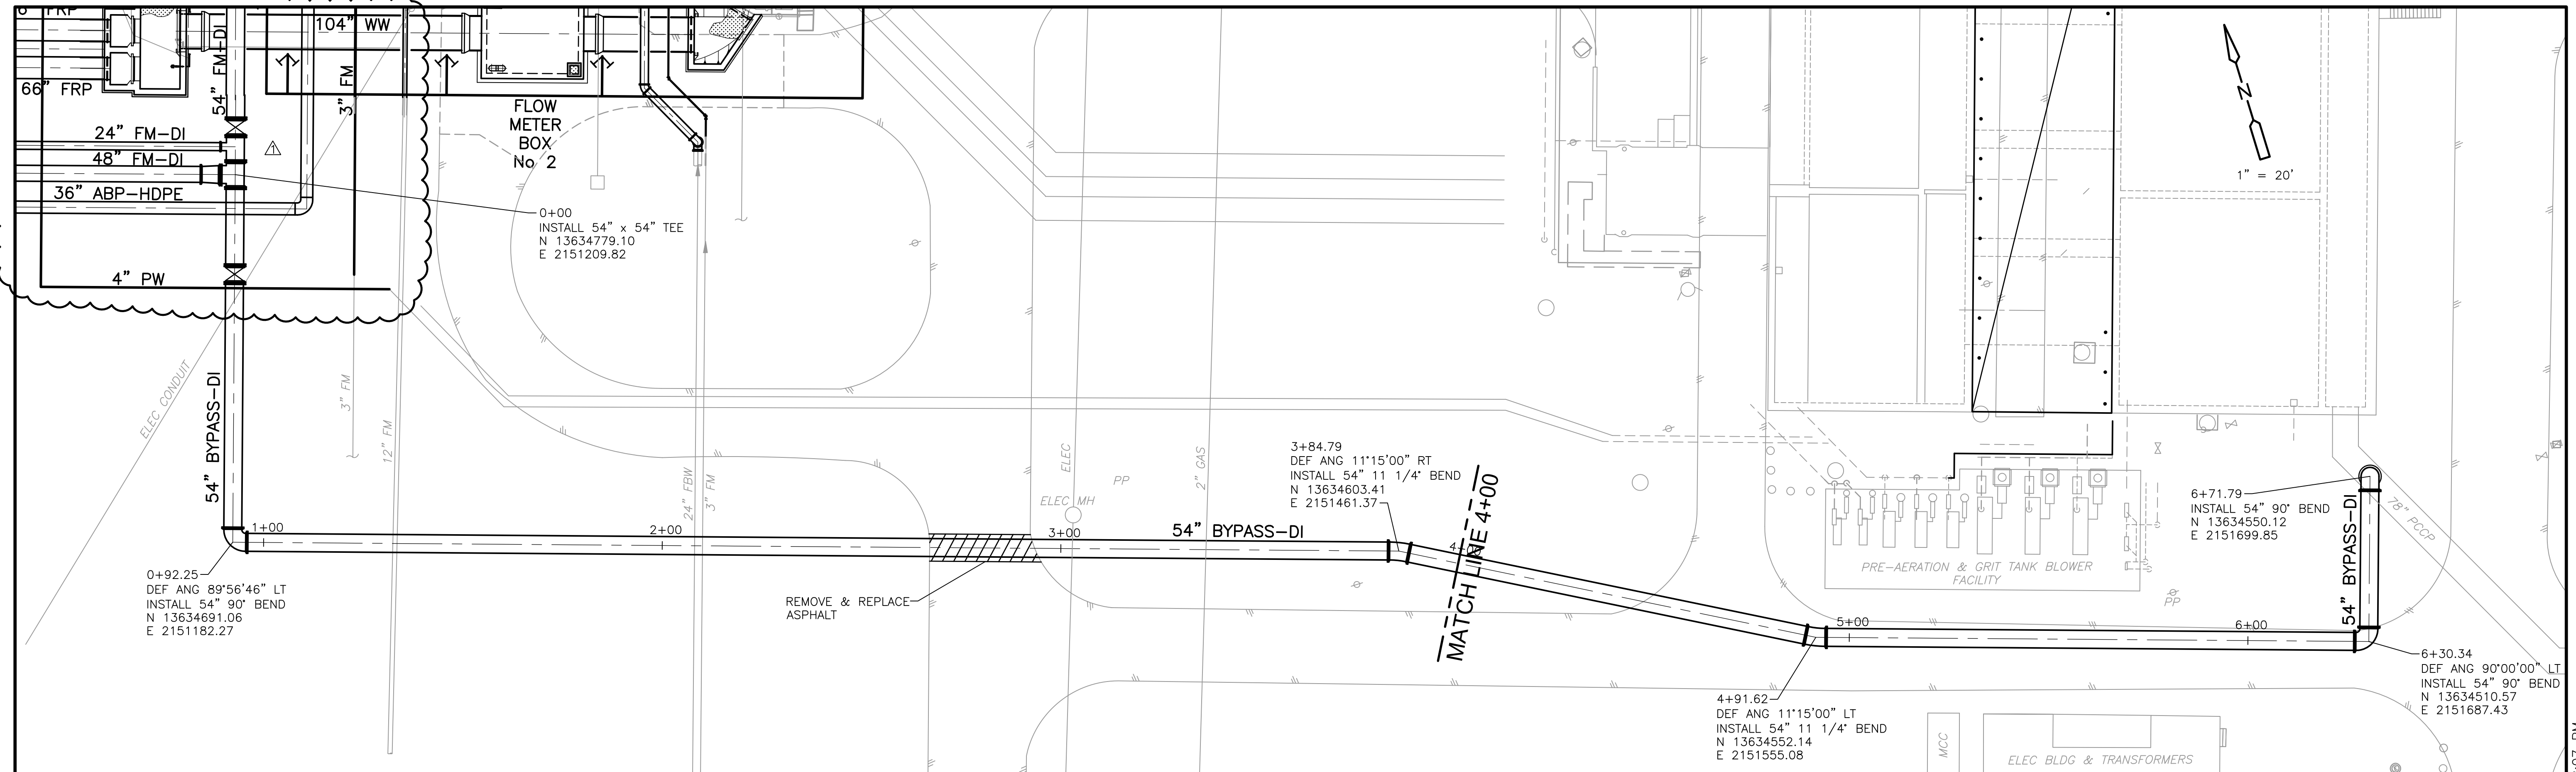 FRP
104" WW
66" FRP
54" FM-DI
3" FM
24" FM-DI
1
48" FM-DI
36" ABP-HDPE
4" PW
FLOW
METER
BOX
No 2
0+00
INSTALL 54" x 54" TEE
N 13634779.10
E 2151209.82
N
1" = 20'
ELEC CONDUIT
54" BYPASS-DI
3" FM
12" FM
24" FBW
3" FM
ELEC
PP
ELEC MH
2" GAS
1+00
2+00
3+00
54" BYPASS-DI
0+92.25
DEF ANG 89°56'46" LT
INSTALL 54" 90° BEND
N 13634691.06
E 2151182.27
REMOVE & REPLACE
ASPHALT
3+84.79
DEF ANG 11°15'00" RT
INSTALL 54" 11 1/4° BEND
N 13634603.41
E 2151461.37
4+00
MATCH LINE 4+00
4+91.62
DEF ANG 11°15'00" LT
INSTALL 54" 11 1/4° BEND
N 13634552.14
E 2151555.08
5+00
6+00
PRE-AERATION & GRIT TANK BLOWER
FACILITY
PP
6+71.79
INSTALL 54" 90° BEND
N 13634550.12
E 2151699.85
54" BYPASS-DI
78" PCCP
6+30.34
DEF ANG 90°00'00" LT
INSTALL 54" 90° BEND
N 13634510.57
E 2151687.43
MCC
ELEC BLDG & TRANSFORMERS